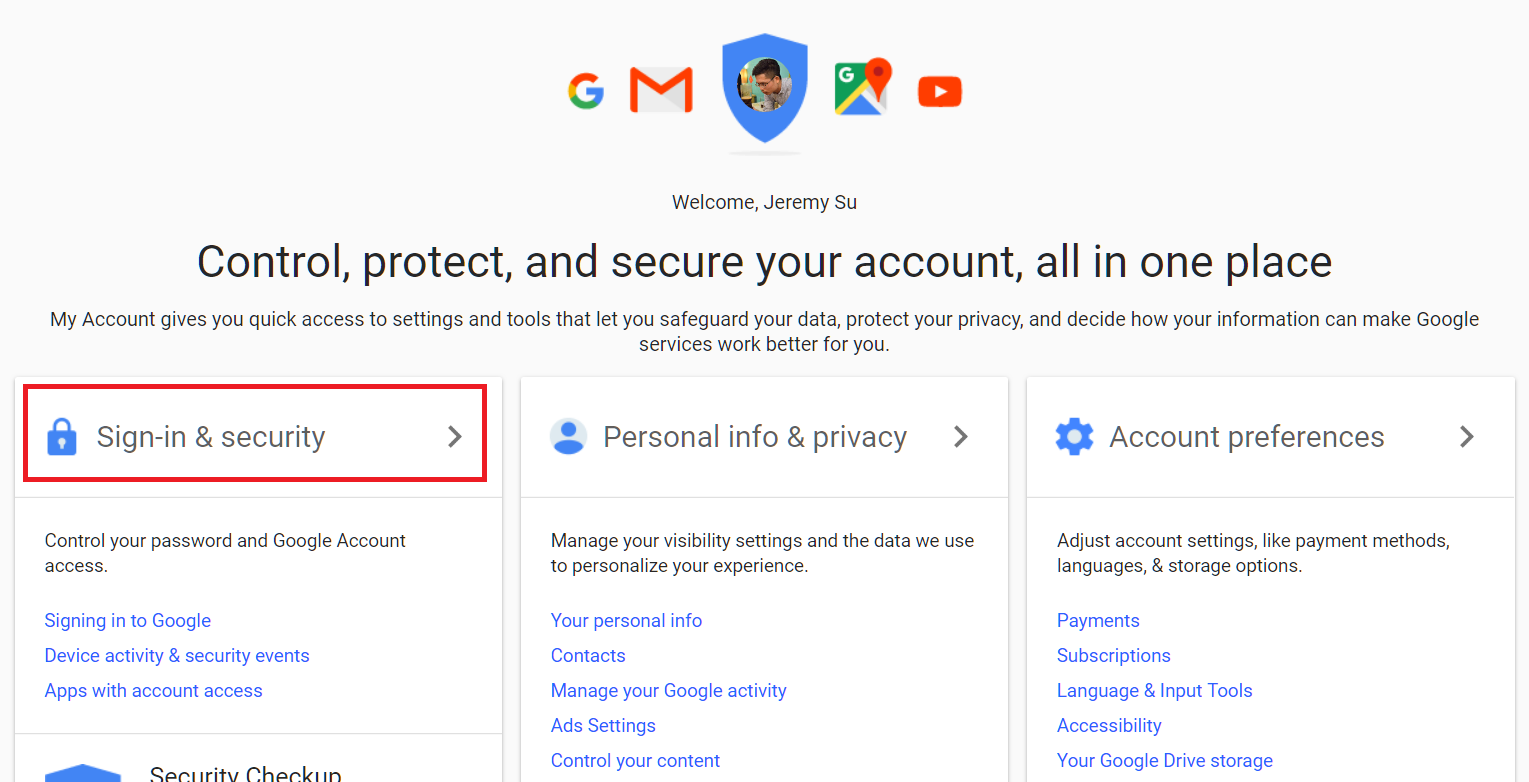 Welcome, Jeremy Su
Control, protect, and secure your account, all in one place
My Account gives you quick access to settings and tools that let you safeguard your data, protect your privacy, and decide how your information can make Google
services work better for you.
Sign-in & security
Control your password and Google Account
access.
Signing in to Google
Device activity & security events
Apps with account access
Security Checkup
Personal info & privacy
Manage your visibility settings and the data we use
to personalize your experience.
Your personal info
Contacts
Manage your Google activity
Ads Settings
Control your content
Account preferences
Adjust account settings, like payment methods,
languages, & storage options.
Payments
Subscriptions
Language & Input Tools
Accessibility
Your Google Drive storage